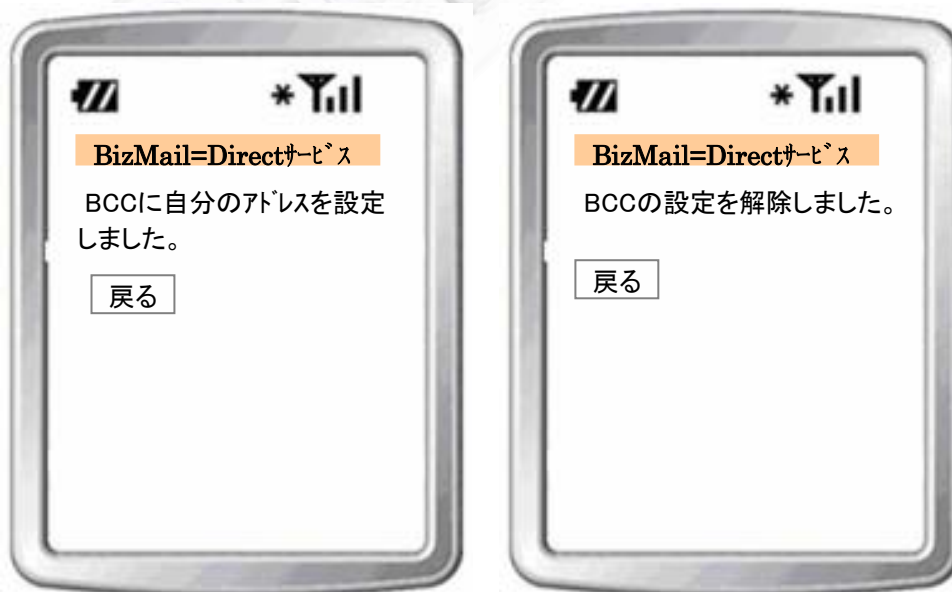 BizMail=Directｻｰﾋﾞｽ
BCCに自分のｱﾄﾞﾚｽを設定
しました。
戻る
BizMail=Directｻｰﾋﾞｽ
BCCの設定を解除しました。
戻る